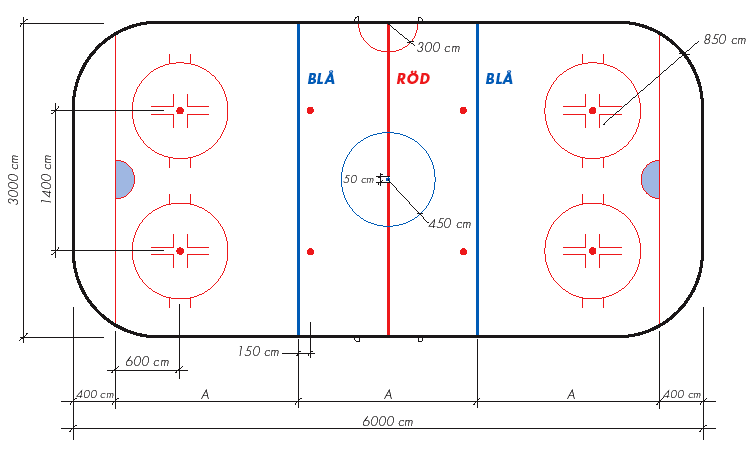 300 cm
850 cm
BLÅ
RÖD
BLÅ
3000 cm
1400 cm
50 cm
450 cm
150 cm
600 cm
400 cm
A
A
A
400 cm
6000 cm